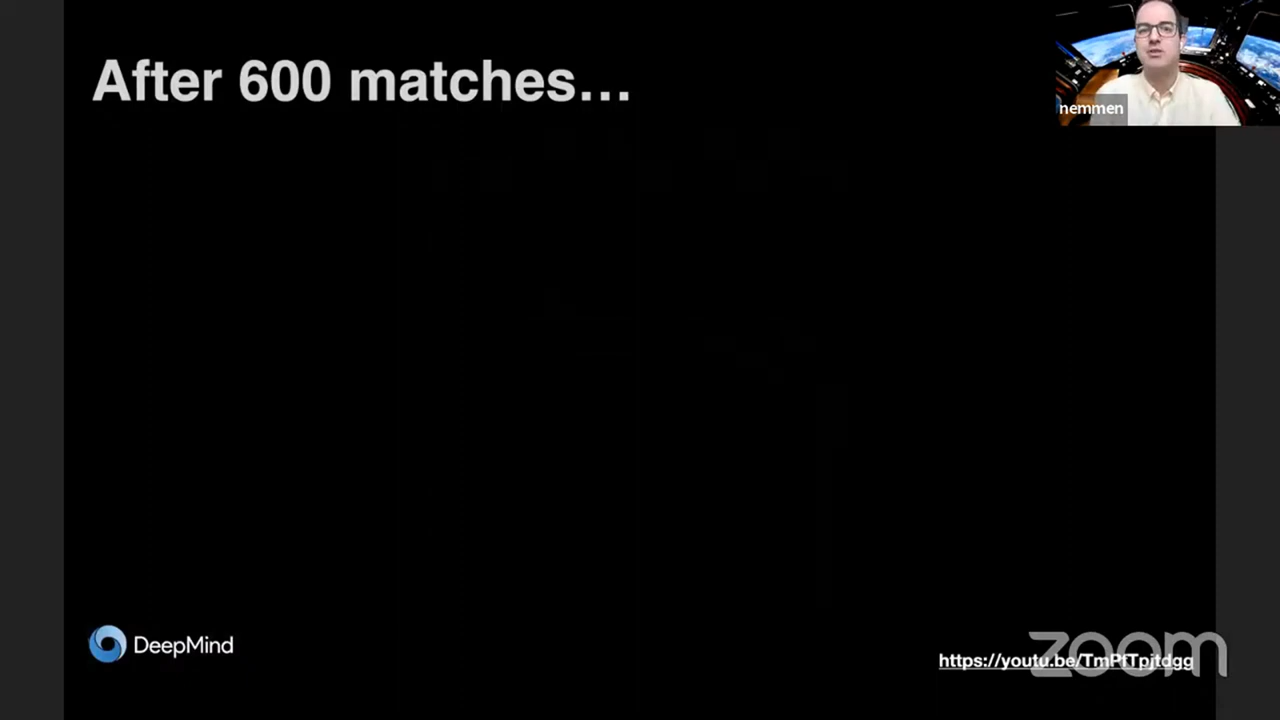 After 600 matches…
nemmen
DeepMind
https://youtu.be/TmPfTpjtdgg
zoom